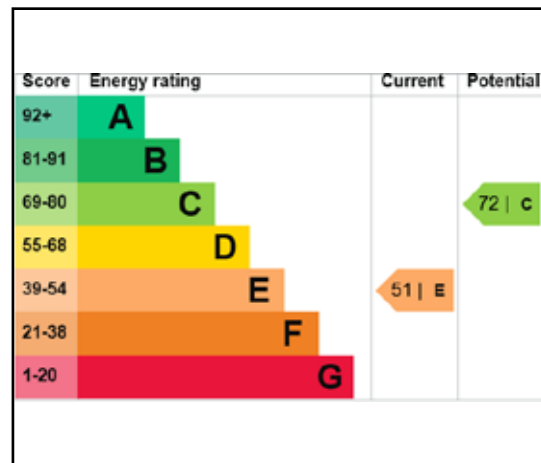 Score Energy rating Current Potential
92+ A
81-91 B
69-80 C 72 | C
55-68 D
39-54 E 51 | E
21-38 F
1-20 G